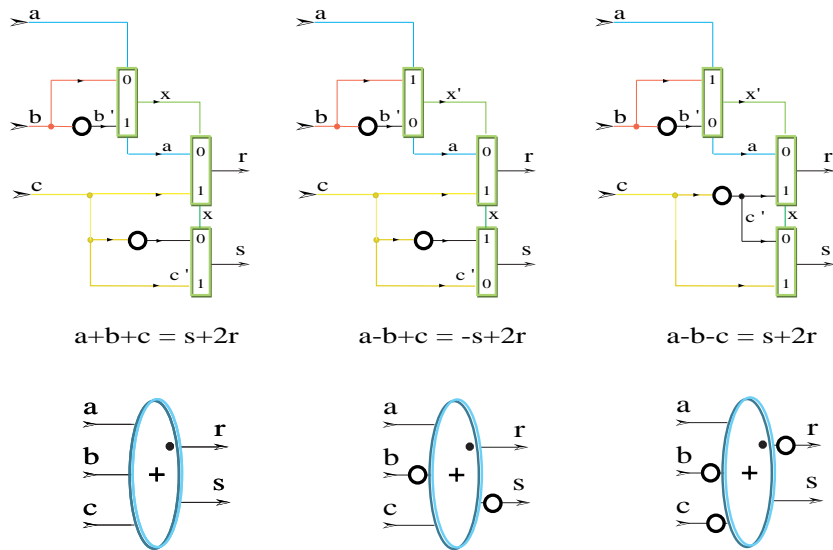 a a a
0 1 1
x x' x'
b b ' b b ' b b '
1 0 0
a 0 a 0 a 0
r r r
c 1 c 1 c 1
x x c ' x
0 1 0
s s s
c ' 1 c ' 0 1
a+b+c = s+2r a-b+c = -s+2r a-b-c = s+2r
a a a
r r r
b + b + b +
s s s
c c c